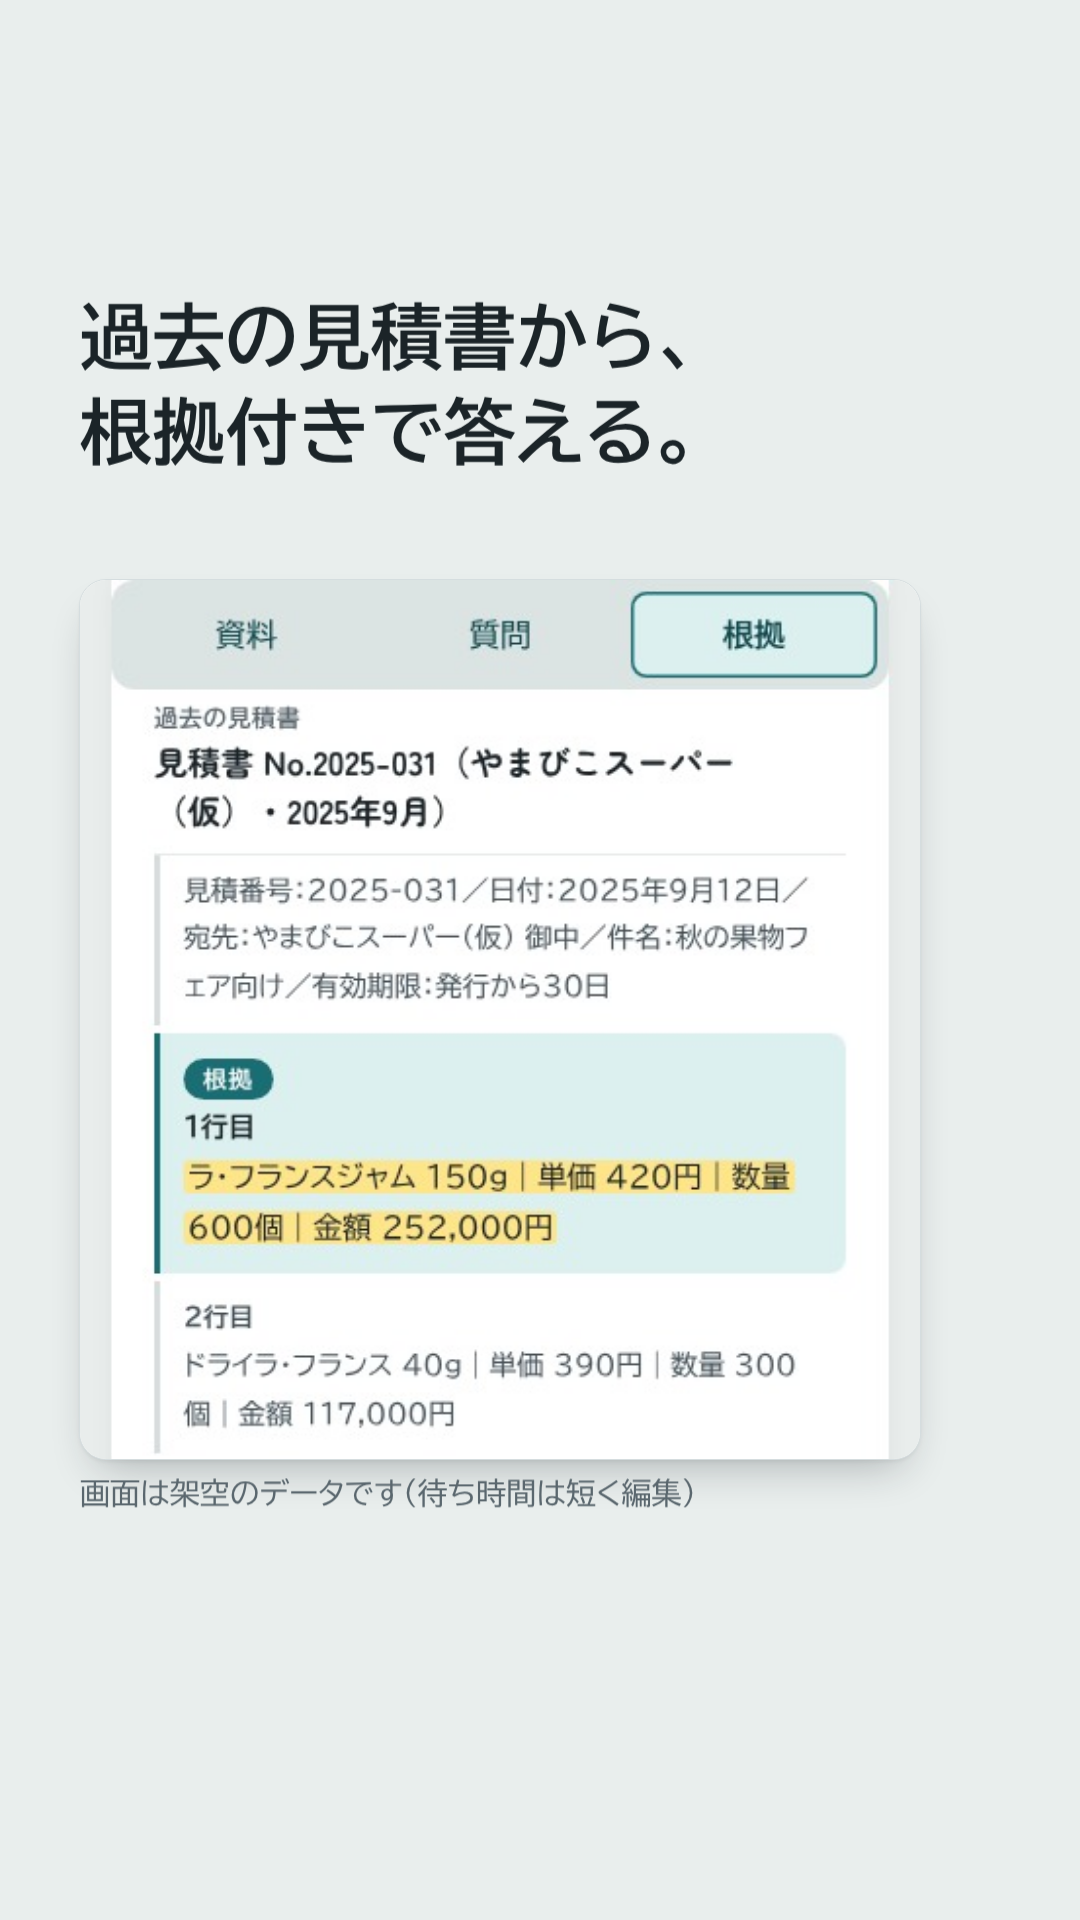 過去の見積書から、
根拠付きで答える。
資料 質問 根拠
過去の見積書
見積書 No.2025-031（やまびこスーパー
（仮）・2025年9月）
見積番号：2025-031／日付：2025年9月12日／
宛先：やまびこスーパー（仮） 御中／件名：秋の果物フ
ェア向け／有効期限：発行から30日
根拠
1行目
ラ・フランスジャム 150g｜単価 420円｜数量
600個｜金額 252,000円
2行目
ドライラ・フランス 40g｜単価 390円｜数量 300
個｜金額 117,000円
画面は架空のデータです（待ち時間は短く編集）